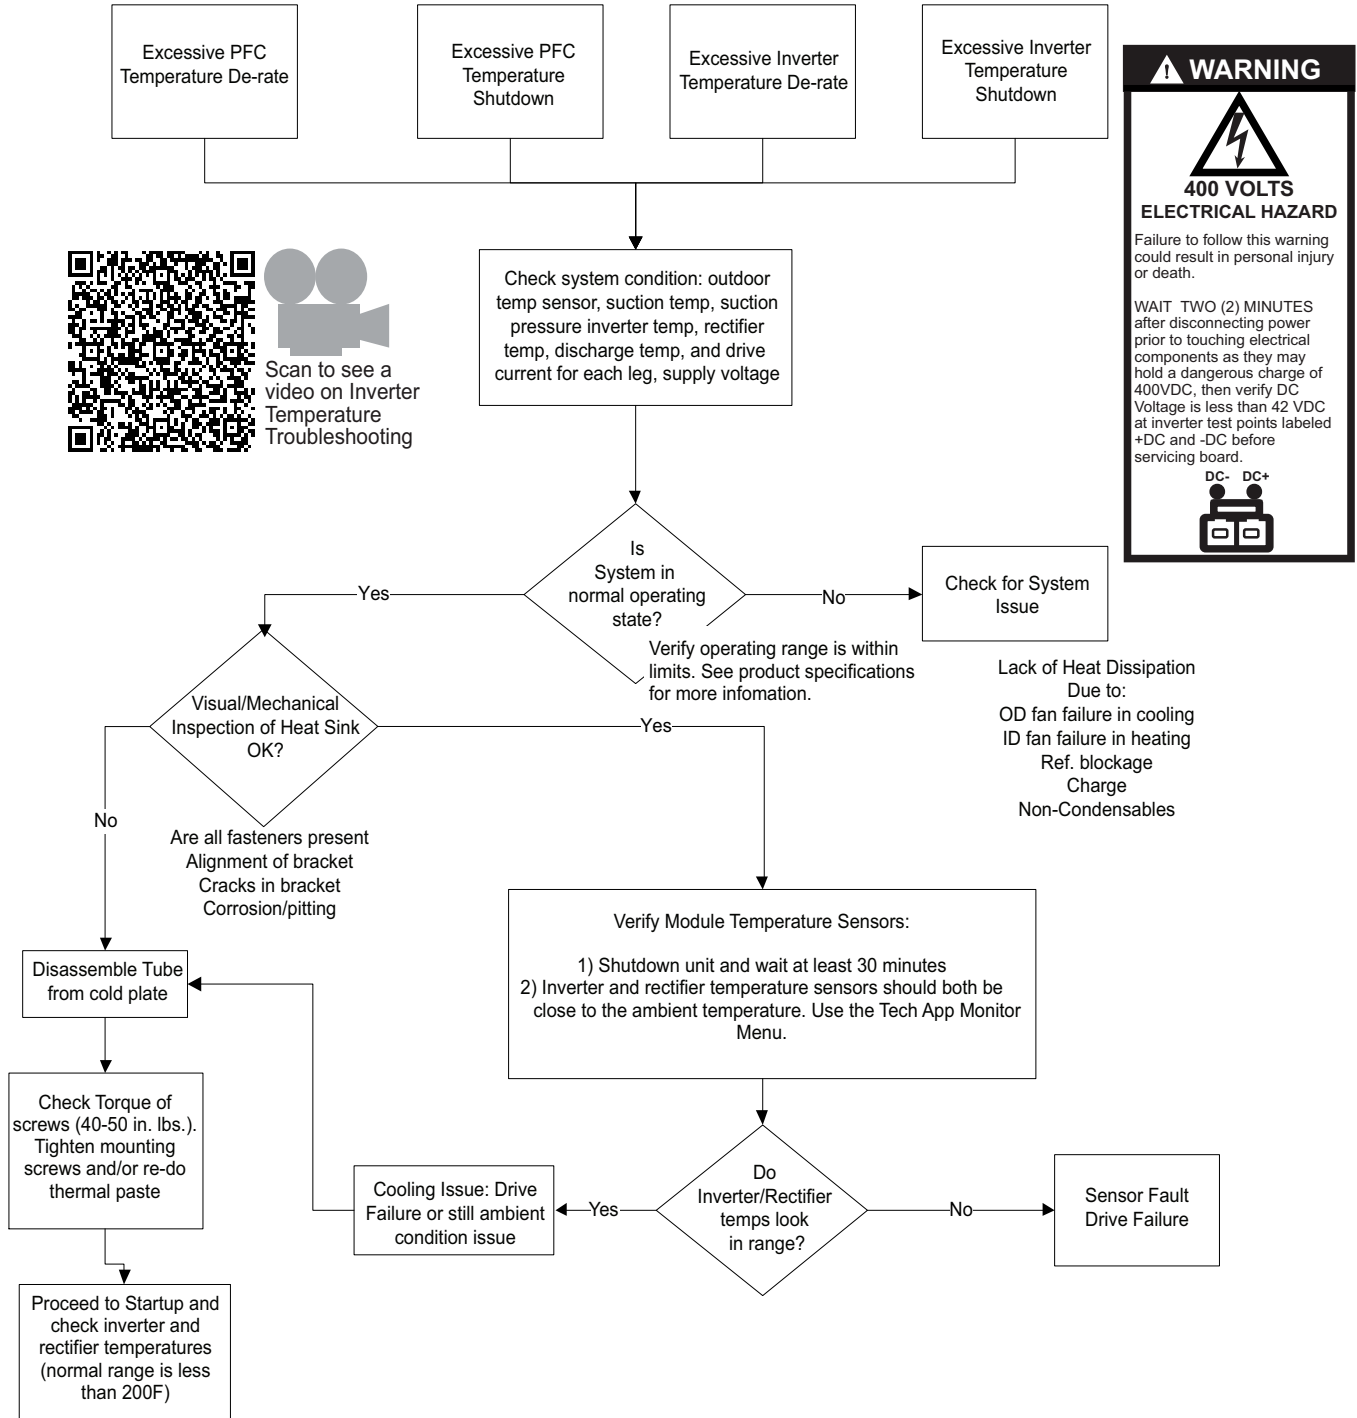 Excessive PFC
Temperature De-rate
Excessive PFC
Temperature
Shutdown
Excessive Inverter
Temperature De-rate
Excessive Inverter
Temperature
Shutdown
WARNING
400 VOLTS
ELECTRICAL HAZARD
Failure to follow this warning
could result in personal injury
or death.
WAIT TWO (2) MINUTES
after disconnecting power
prior to touching electrical
components as they may
hold a dangerous charge of
400VDC, then verify DC
Voltage is less than 42 VDC
at inverter test points labeled
+DC and -DC before
servicing board.
DC- DC+
Scan to see a
video on Inverter
Temperature
Troubleshooting
Check system condition: outdoor
temp sensor, suction temp, suction
pressure inverter temp, rectifier
temp, discharge temp, and drive
current for each leg, supply voltage
Is
System in
normal operating
state?
Yes
No
Check for System
Issue
Verify operating range is within
limits. See product specifications
for more infomation.
Lack of Heat Dissipation
Due to:
OD fan failure in cooling
ID fan failure in heating
Ref. blockage
Charge
Non-Condensables
Visual/Mechanical
Inspection of Heat Sink
OK?
Yes
No
Are all fasteners present
Alignment of bracket
Cracks in bracket
Corrosion/pitting
Verify Module Temperature Sensors:
1) Shutdown unit and wait at least 30 minutes
2) Inverter and rectifier temperature sensors should both be
close to the ambient temperature. Use the Tech App Monitor
Menu.
Disassemble Tube
from cold plate
Check Torque of
screws (40-50 in. lbs.).
Tighten mounting
screws and/or re-do
thermal paste
Proceed to Startup and
check inverter and
rectifier temperatures
(normal range is less
than 200F)
Cooling Issue: Drive
Failure or still ambient
condition issue
Yes
Do
Inverter/Rectifier
temps look
in range?
No
Sensor Fault
Drive Failure